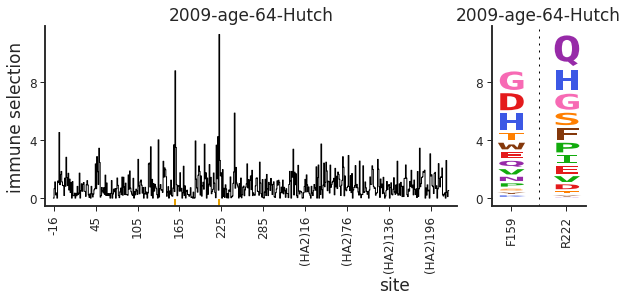 2009-age-64-Hutch
2009-age-64-Hutch
immune selection
8
4
0
-16
45
105
165
225
285
(HA2)16
(HA2)76
(HA2)136
(HA2)196
site
8
4
0
G
D
H
T
W
E
Q
V
N
P
F159
Q
H
G
S
F
P
I
E
V
D
R222